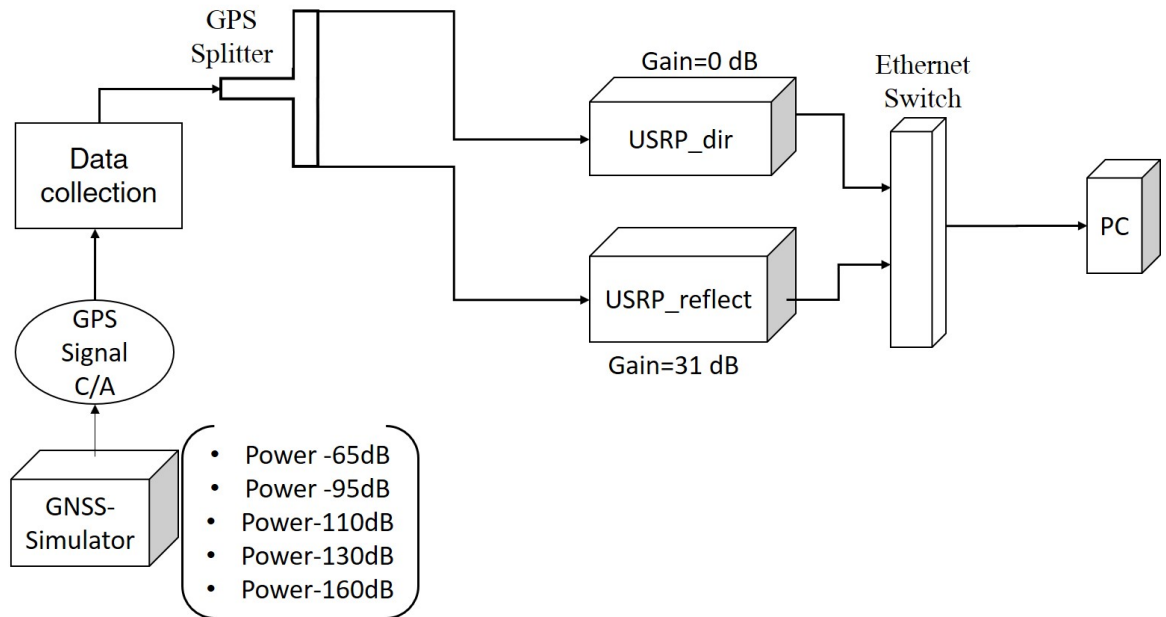 GPS
Splitter
Gain=0 dB
Ethernet
Switch
USRP_dir
Data
collection
PC
USRP_reflect
GPS
Signal
C/A
Gain=31 dB
• Power -65dB
• Power -95dB
• Power-110dB
• Power-130dB
• Power-160dB
GNSS-
Simulator